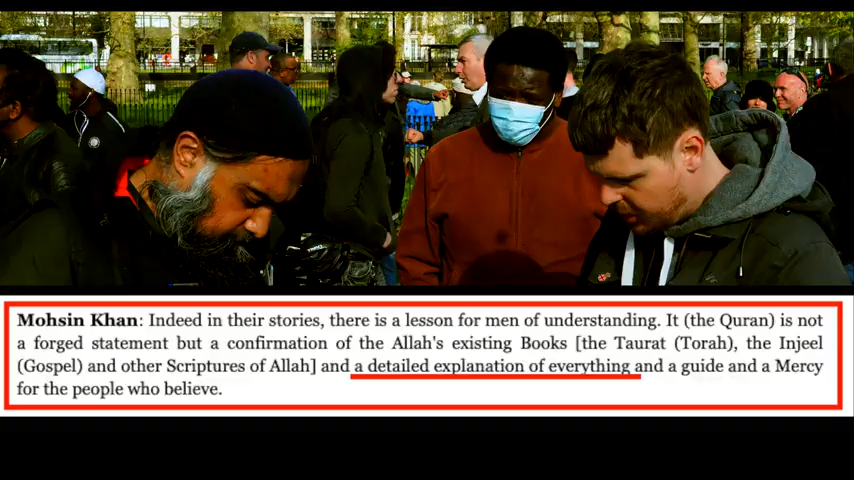 Mohsin Khan: Indeed in their stories, there is a lesson for men of understanding. It (the Quran) is not
a forged statement but a confirmation of the Allah's existing Books [the Taurat (Torah), the Injeel
(Gospel) and other Scriptures of Allah] and a detailed explanation of everything and a guide and a Mercy
for the people who believe.